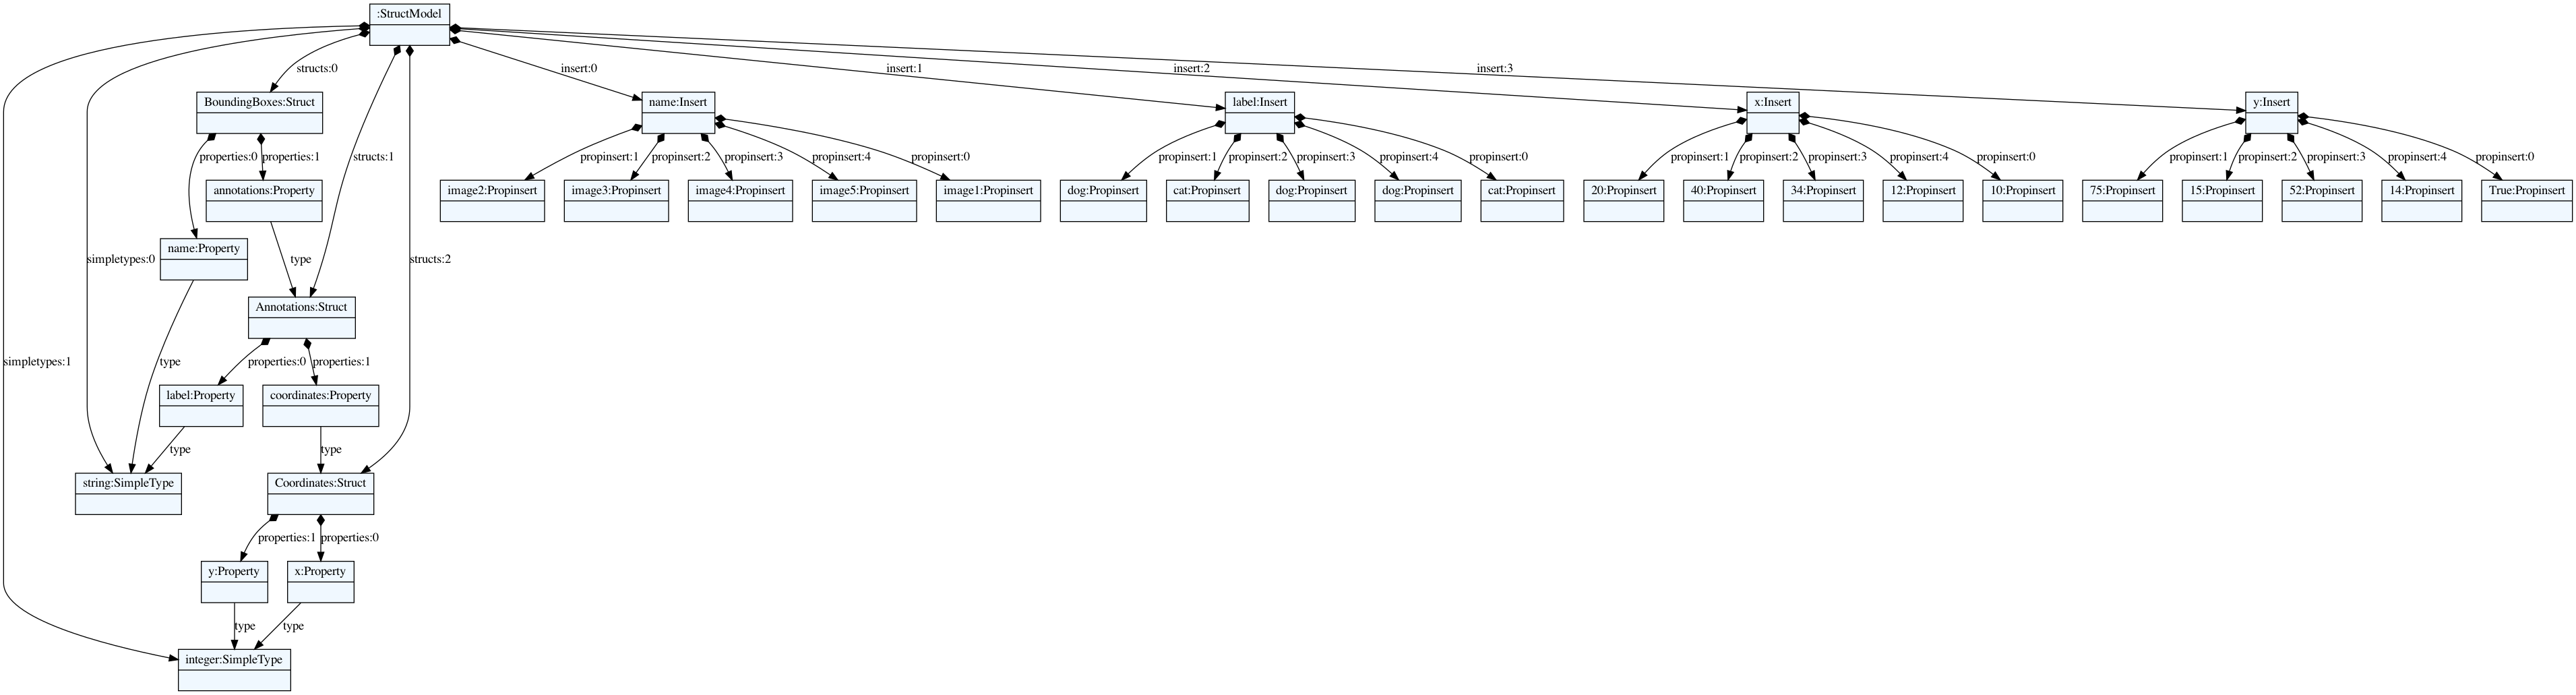 :StructModel
structs:0
insert:0
insert:1
insert:2
insert:3
BoundingBoxes:Struct
name:Insert
label:Insert
x:Insert
y:Insert
properties:0
properties:1
structs:1
propinsert:1
propinsert:2
propinsert:3
propinsert:4
propinsert:0
propinsert:1
propinsert:2
propinsert:3
propinsert:4
propinsert:0
propinsert:1
propinsert:2
propinsert:3
propinsert:4
propinsert:0
propinsert:1
propinsert:2
propinsert:3
propinsert:4
propinsert:0
annotations:Property
image2:Propinsert
image3:Propinsert
image4:Propinsert
image5:Propinsert
image1:Propinsert
dog:Propinsert
cat:Propinsert
dog:Propinsert
dog:Propinsert
cat:Propinsert
20:Propinsert
40:Propinsert
34:Propinsert
12:Propinsert
10:Propinsert
75:Propinsert
15:Propinsert
52:Propinsert
14:Propinsert
True:Propinsert
name:Property
simpletypes:0
type
structs:2
Annotations:Struct
simpletypes:1
type
properties:0
properties:1
label:Property
coordinates:Property
type
type
string:SimpleType
Coordinates:Struct
properties:1
properties:0
y:Property
x:Property
type
type
integer:SimpleType